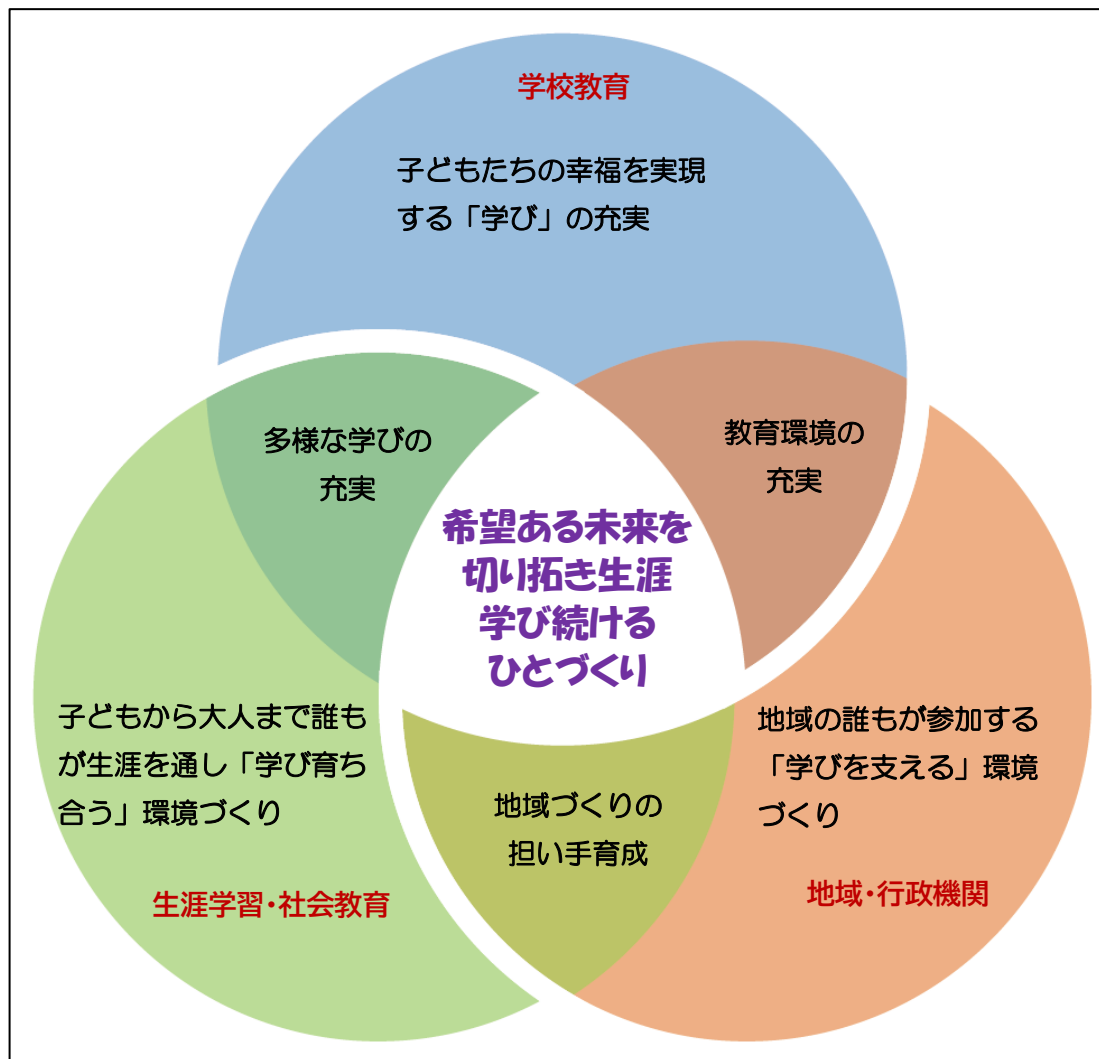 学校教育
子どもたちの幸福を実現
する「学び」の充実
多様な学びの
充実
教育環境の
充実
希望ある未来を
切り拓き生涯
学び続ける
ひとづくり
子どもから大人まで誰も
が生涯を通し「学び育ち
合う」環境づくり
生涯学習・社会教育
地域づくりの
担い手育成
地域の誰もが参加する
「学びを支える」環境
づくり
地域・行政機関